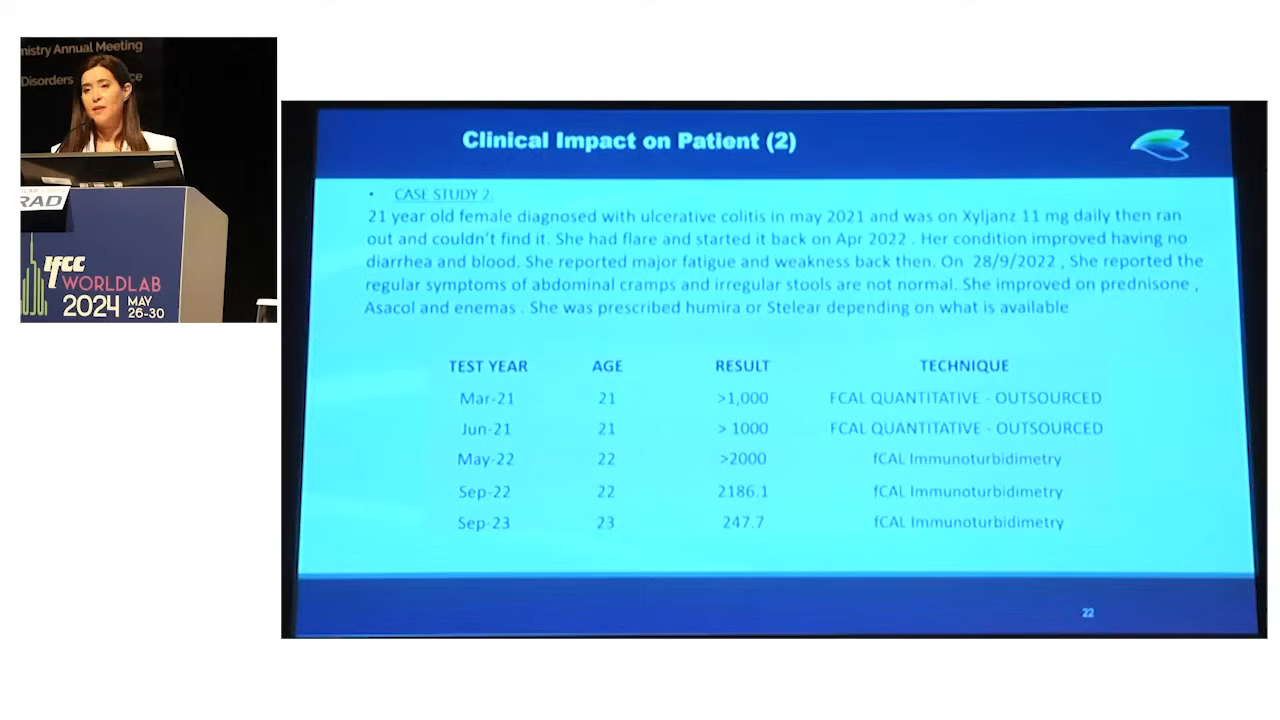 mistry Annual Meeting
Disorders
RAD
IFCC
WORLDLAB
2024 MAY
26-30
Clinical Impact on Patient (2)
• CASE STUDY 2.
21 year old female diagnosed with ulcerative colitis in may 2021 and was on Xyljanz 11 mg daily then ran
out and couldn't find it. She had flare and started it back on Apr 2022 . Her condition improved having no
diarrhea and blood. She reported major fatigue and weakness back then. On 28/9/2022 , She reported the
regular symptoms of abdominal cramps and irregular stools are not normal. She improved on prednisone ,
Asacol and enemas . She was prescribed humira or Stelear depending on what is available
TEST YEAR AGE RESULT TECHNIQUE
Mar-21 21 >1,000 FCAL QUANTITATIVE - OUTSOURCED
Jun-21 21 > 1000 FCAL QUANTITATIVE - OUTSOURCED
May-22 22 >2000 fCAL Immunoturbidimetry
Sep-22 22 2186.1 fCAL Immunoturbidimetry
Sep-23 23 247.7 fCAL Immunoturbidimetry
22